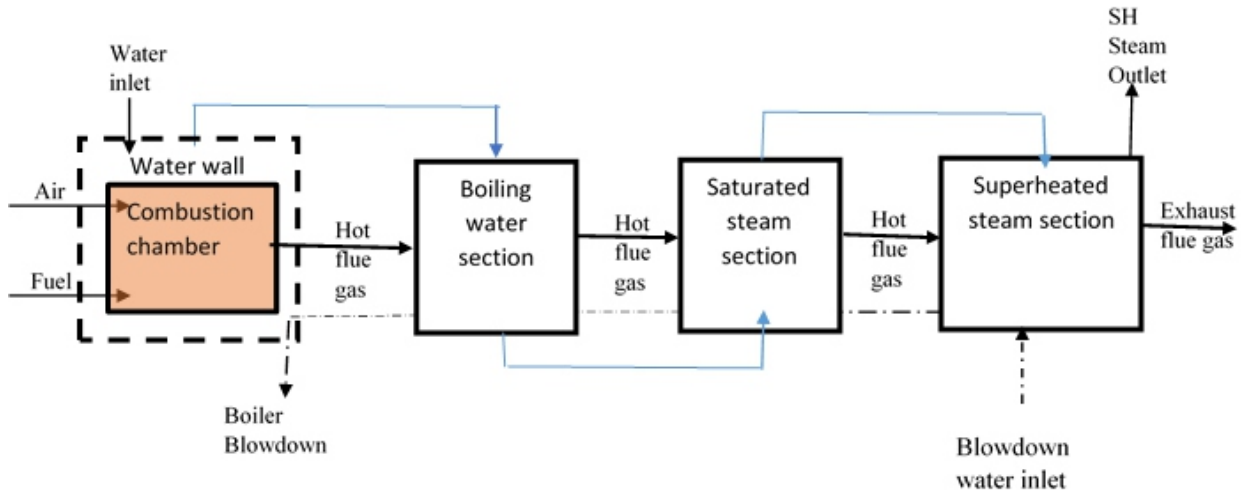 SH
Steam
Outlet
Water
inlet
Water wall
Air
Combustion
chamber
Fuel
Hot
flue
gas
Boiling
water
section
Hot
flue
gas
Saturated
steam
section
Hot
flue
gas
Superheated
steam section
Exhaust
flue gas
Boiler
Blowdown
Blowdown
water inlet